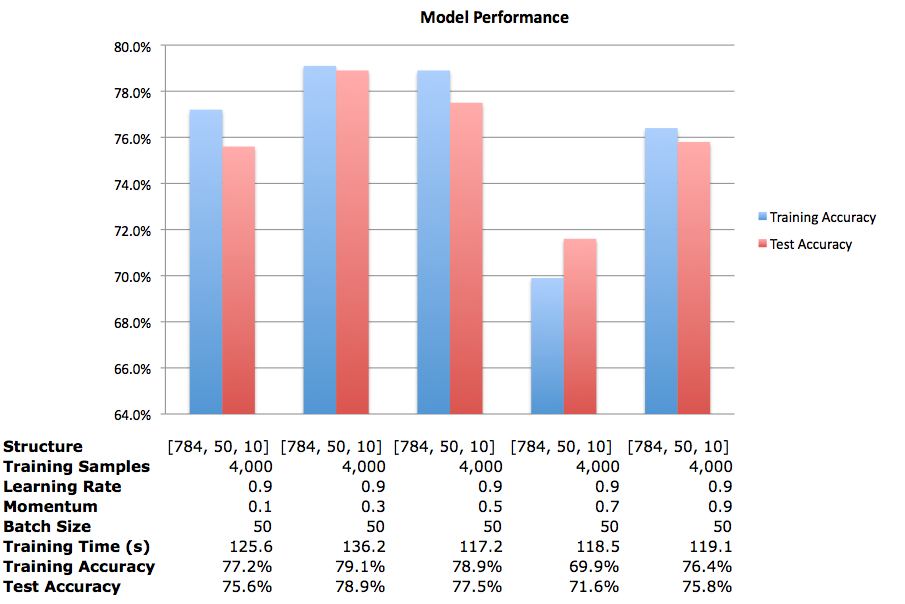 Model Performance
80.0%
78.0%
76.0%
74.0%
72.0%
70.0%
68.0%
66.0%
64.0%
Training Accuracy
Test Accuracy
Structure [784, 50, 10] [784, 50, 10] [784, 50, 10] [784, 50, 10] [784, 50, 10]
Training Samples 4,000 4,000 4,000 4,000 4,000
Learning Rate 0.9 0.9 0.9 0.9 0.9
Momentum 0.1 0.3 0.5 0.7 0.9
Batch Size 50 50 50 50 50
Training Time (s) 125.6 136.2 117.2 118.5 119.1
Training Accuracy 77.2% 79.1% 78.9% 69.9% 76.4%
Test Accuracy 75.6% 78.9% 77.5% 71.6% 75.8%